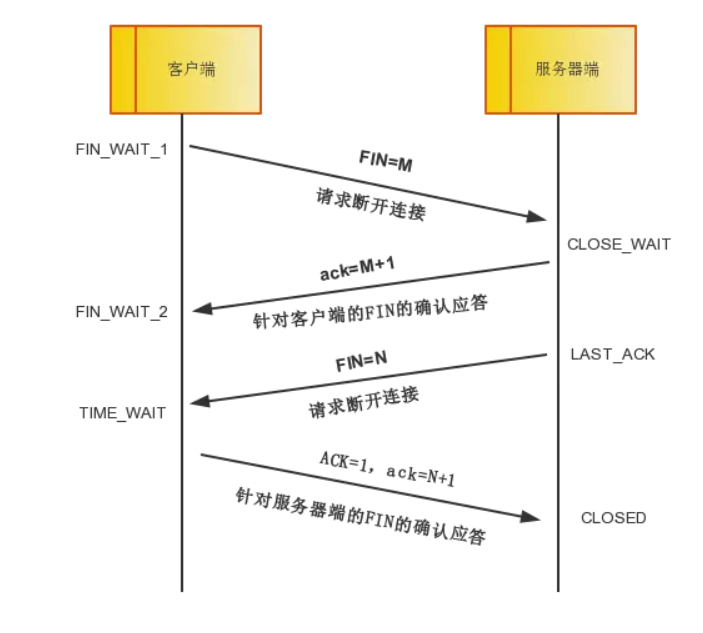 客户端
服务器端
FIN_WAIT_1
FIN=M
请求断开连接
CLOSE_WAIT
ack=M+1
针对客户端的FIN的确认应答
FIN_WAIT_2
FIN=N
LAST_ACK
请求断开连接
TIME_WAIT
ACK=1, ack=N+1
针对服务器端的FIN的确认应答
CLOSED